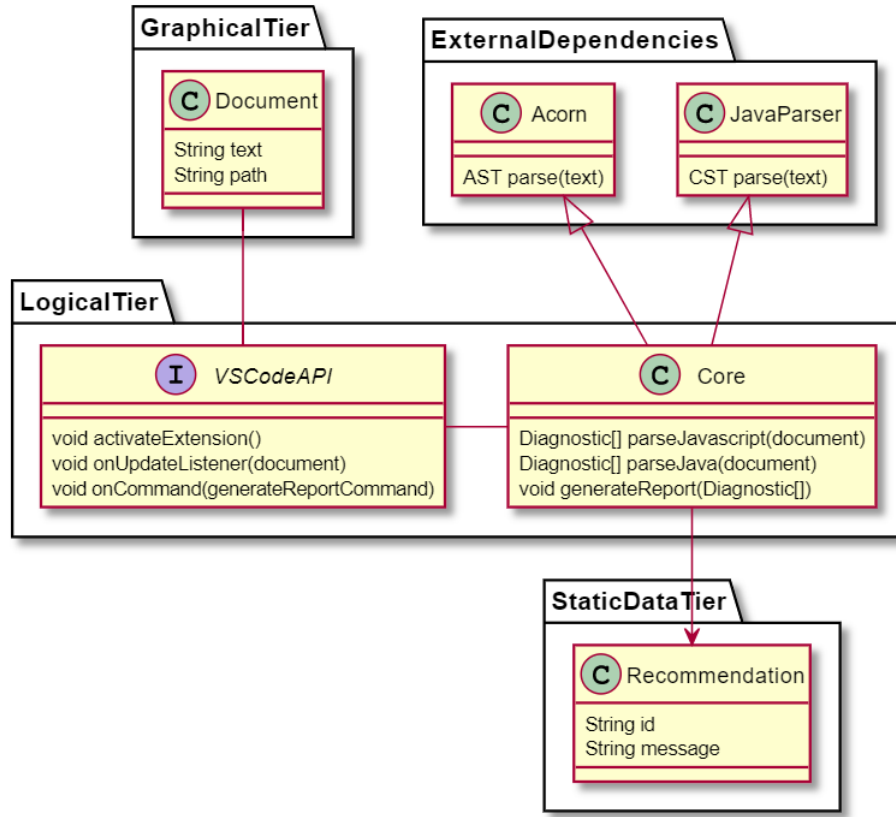 GraphicalTier
C Document
String text
String path
ExternalDependencies
C Acorn
AST parse(text)
C JavaParser
CST parse(text)
LogicalTier
I VSCodeAPI
void activateExtension()
void onUpdateListener(document)
void onCommand(generateReportCommand)
C Core
Diagnostic[] parseJavascript(document)
Diagnostic[] parseJava(document)
void generateReport(Diagnostic[])
StaticDataTier
C Recommendation
String id
String message